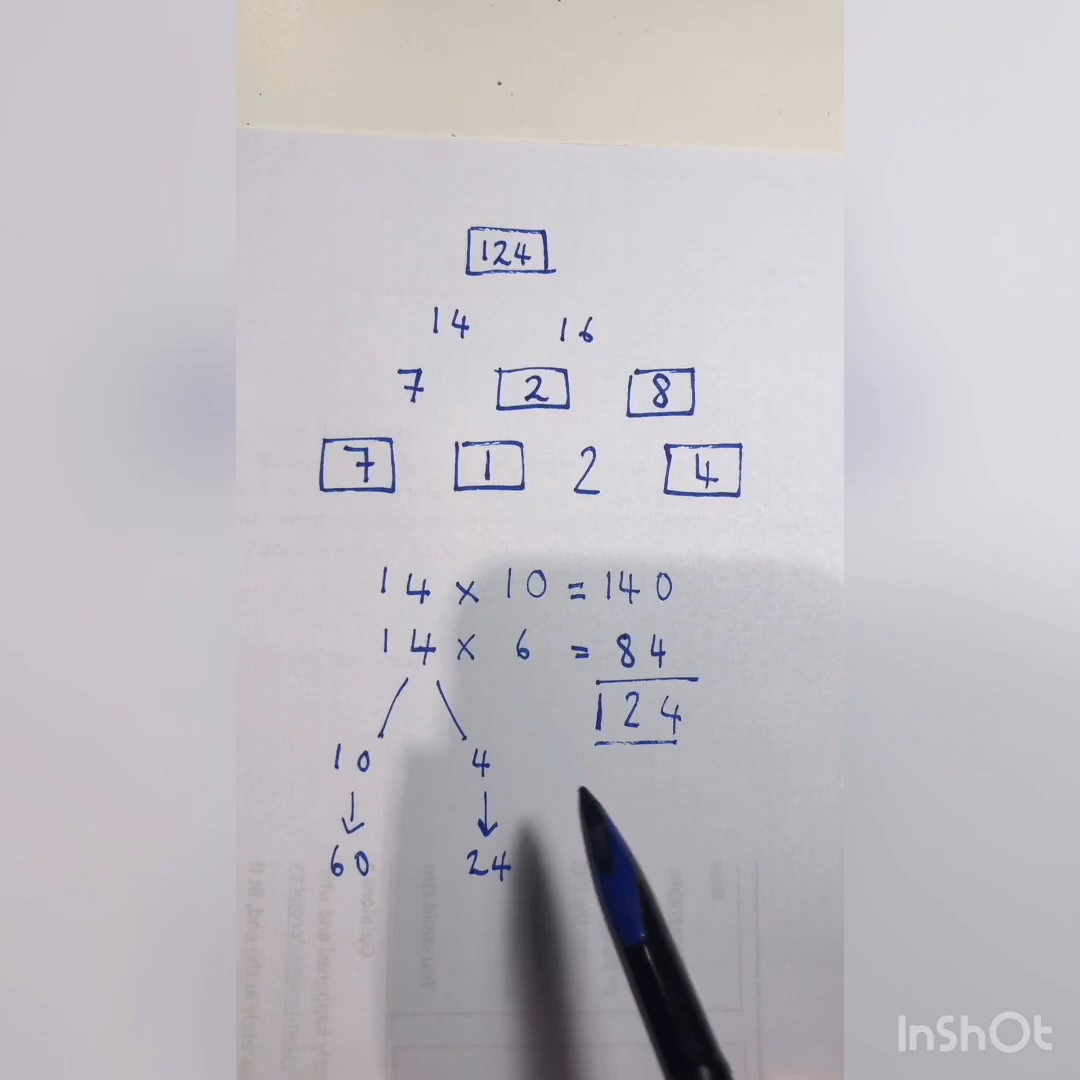 124
14 16
7 2 8
7 1 2 4
14 × 10 = 140
14 × 6 = 84
124
10 4
↓ ↓
60 24
InShOt